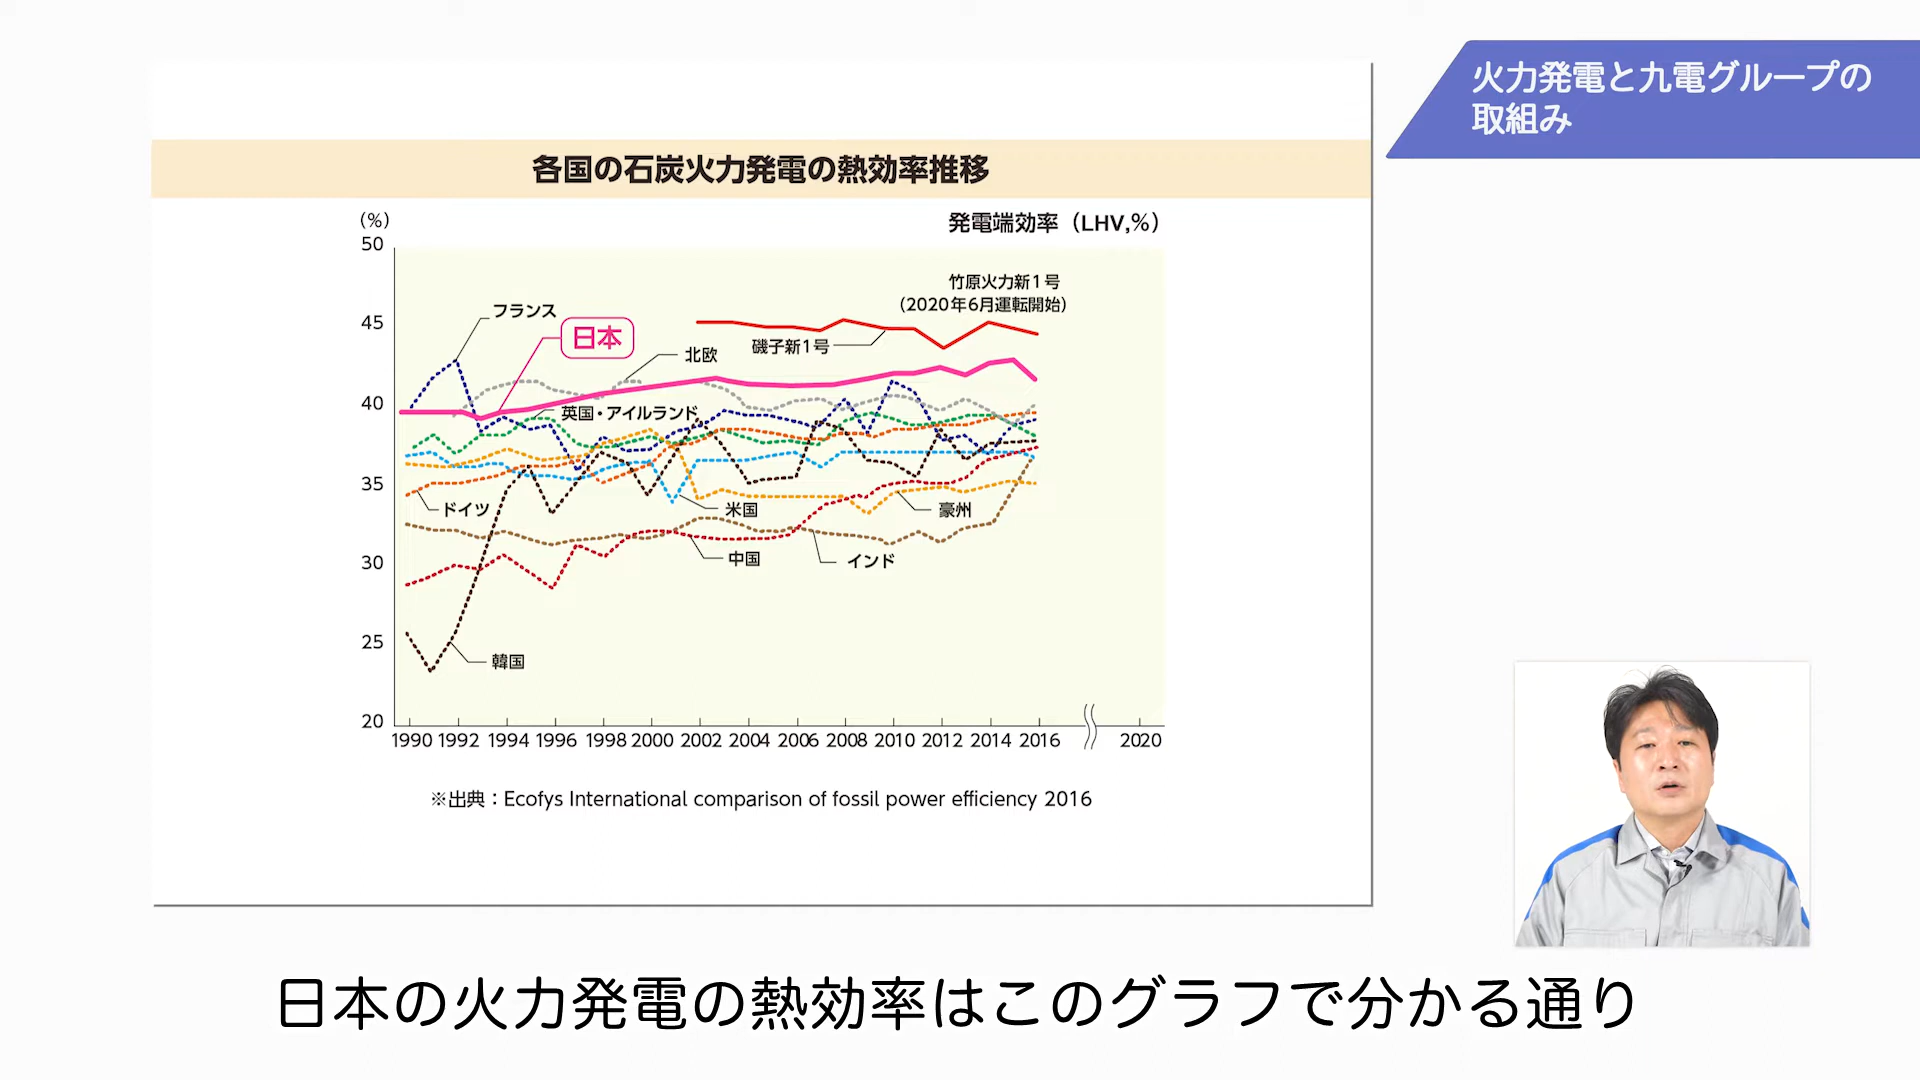 火力発電と九電グループの
取組み
各国の石炭火力発電の熱効率推移
(%)
発電端効率（LHV,%）
50
45
40
35
30
25
20
竹原火力新1号
（2020年6月運転開始）
フランス
日本
磯子新1号
北欧
英国・アイルランド
ドイツ
米国
豪州
中国
インド
韓国
1990 1992 1994 1996 1998 2000 2002 2004 2006 2008 2010 2012 2014 2016 2020
※出典：Ecofys International comparison of fossil power efficiency 2016
日本の火力発電の熱効率はこのグラフで分かる通り